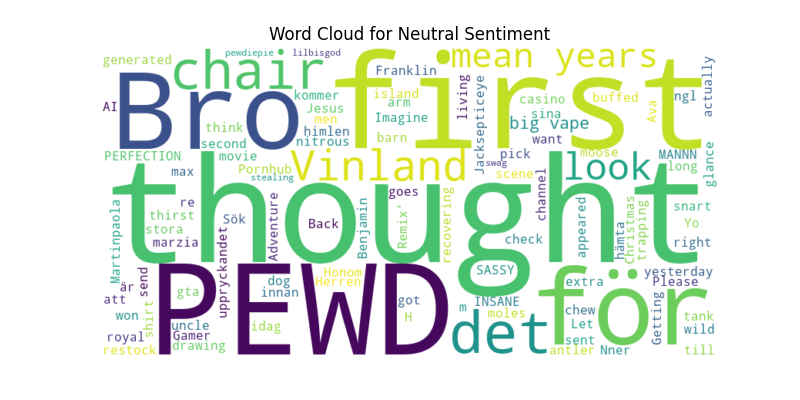 Word Cloud for Neutral Sentiment
generated
pewdiepie
lilbisgod
chair
mean years
Franklin
actually
AI
Bro
first
kommer
Jesus
island
arm
living
Jacksepticeye
casino
buffed
Ava
ngl
men
Imagine
sina
big vape
think
himlen
nitrous
barn
second
want
PERFECTION
movie
Pornhub
Vinland
swag
pick
moose
MANNN
glance
max
stealing
scene
look
long
thought
re
goes
channel
Martinpaola
thirst
stora
Sök
Adventure
Back
Benjamin
Remix'
recovering
check
appeared
hämta
Christmas
trapping
snart
Yo
right
marzia
uppryckandet
PEWD
SASSY
för
yesterday
är
att
send
gta
dog
innan
Honom
Herren
got
H
m
INSANE
extra
Please
won
shirt
uncle
Gamer
idag
det
moles
chew
Let
sent
Getting
tank
wild
royal
restock
drawing
antler
Nner
till